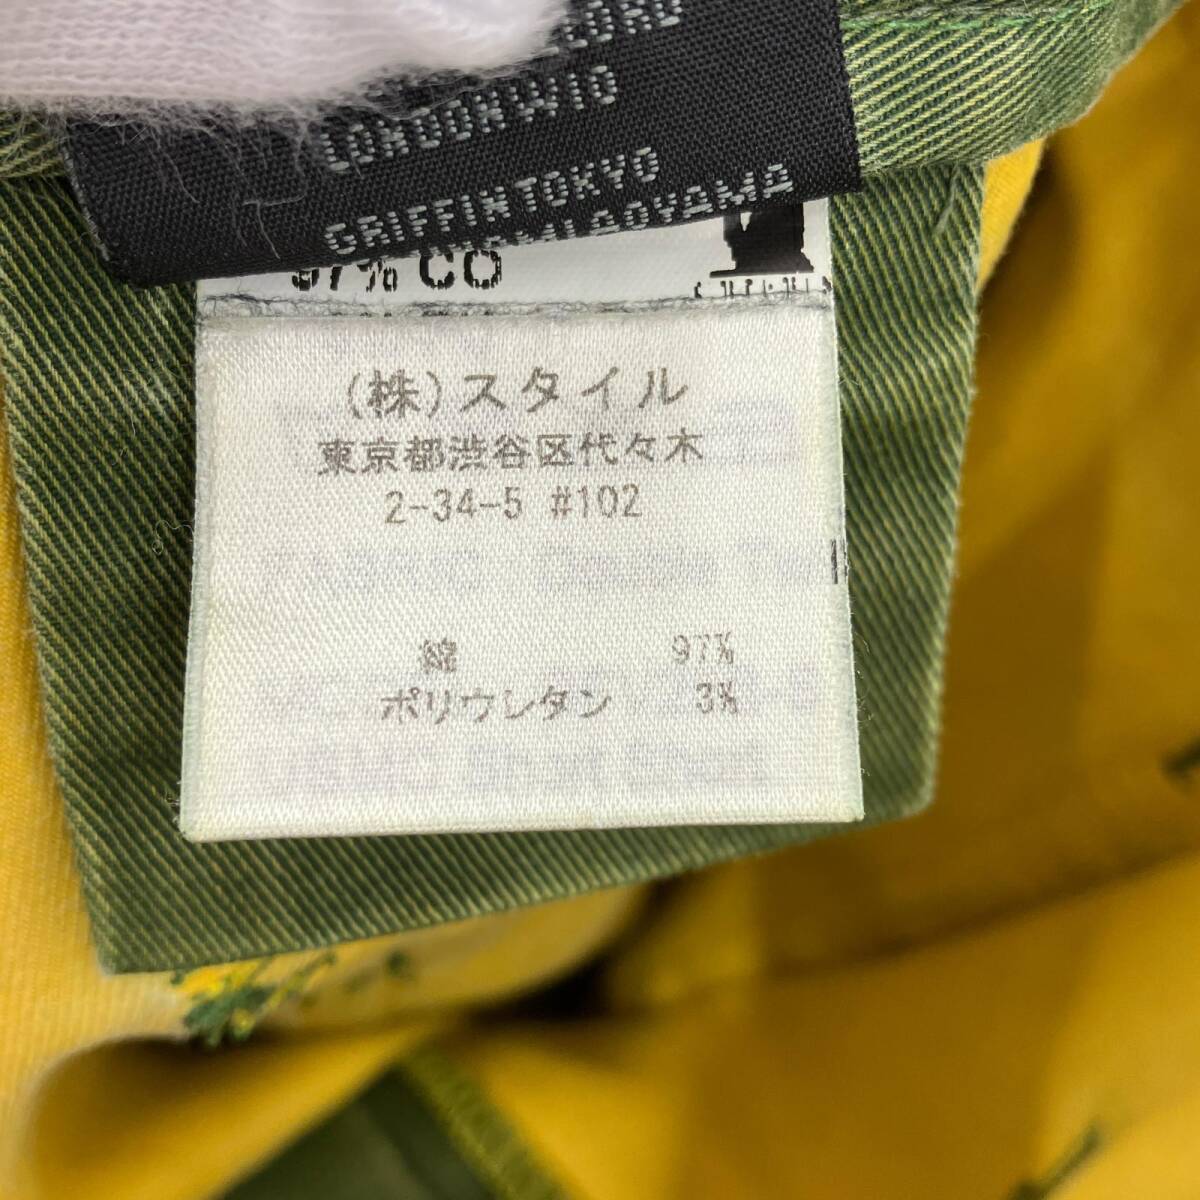 LONDON W10
GRIFFIN TOKYO
AOYAMA
97% CO
(株)スタイル
東京都渋谷区代々木
2-34-5 #102
綿 97%
ポリウレタン 3%